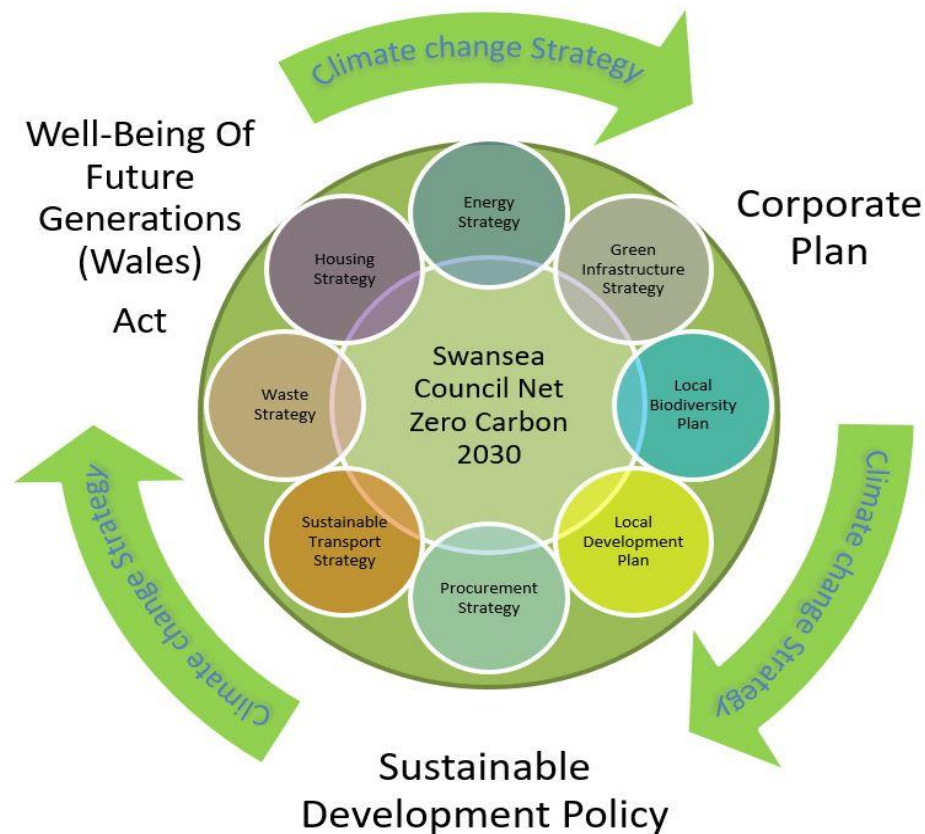 Climate change Strategy
Well-Being Of
Future
Generations
(Wales)
Act
Corporate
Plan
Energy
Strategy
Green
Infrastructure
Strategy
Local
Biodiversity
Plan
Local
Development
Plan
Procurement
Strategy
Sustainable
Transport
Strategy
Waste
Strategy
Housing
Strategy
Swansea
Council Net
Zero Carbon
2030
Climate change Strategy
Climate change Strategy
Sustainable
Development Policy